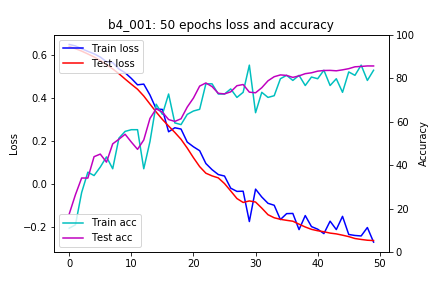 b4_001: 50 epochs loss and accuracy
Train loss
Test loss
Train acc
Test acc
Loss
0.6
0.4
0.2
0.0
−0.2
Accuracy
100
80
60
40
20
0
0 10 20 30 40 50